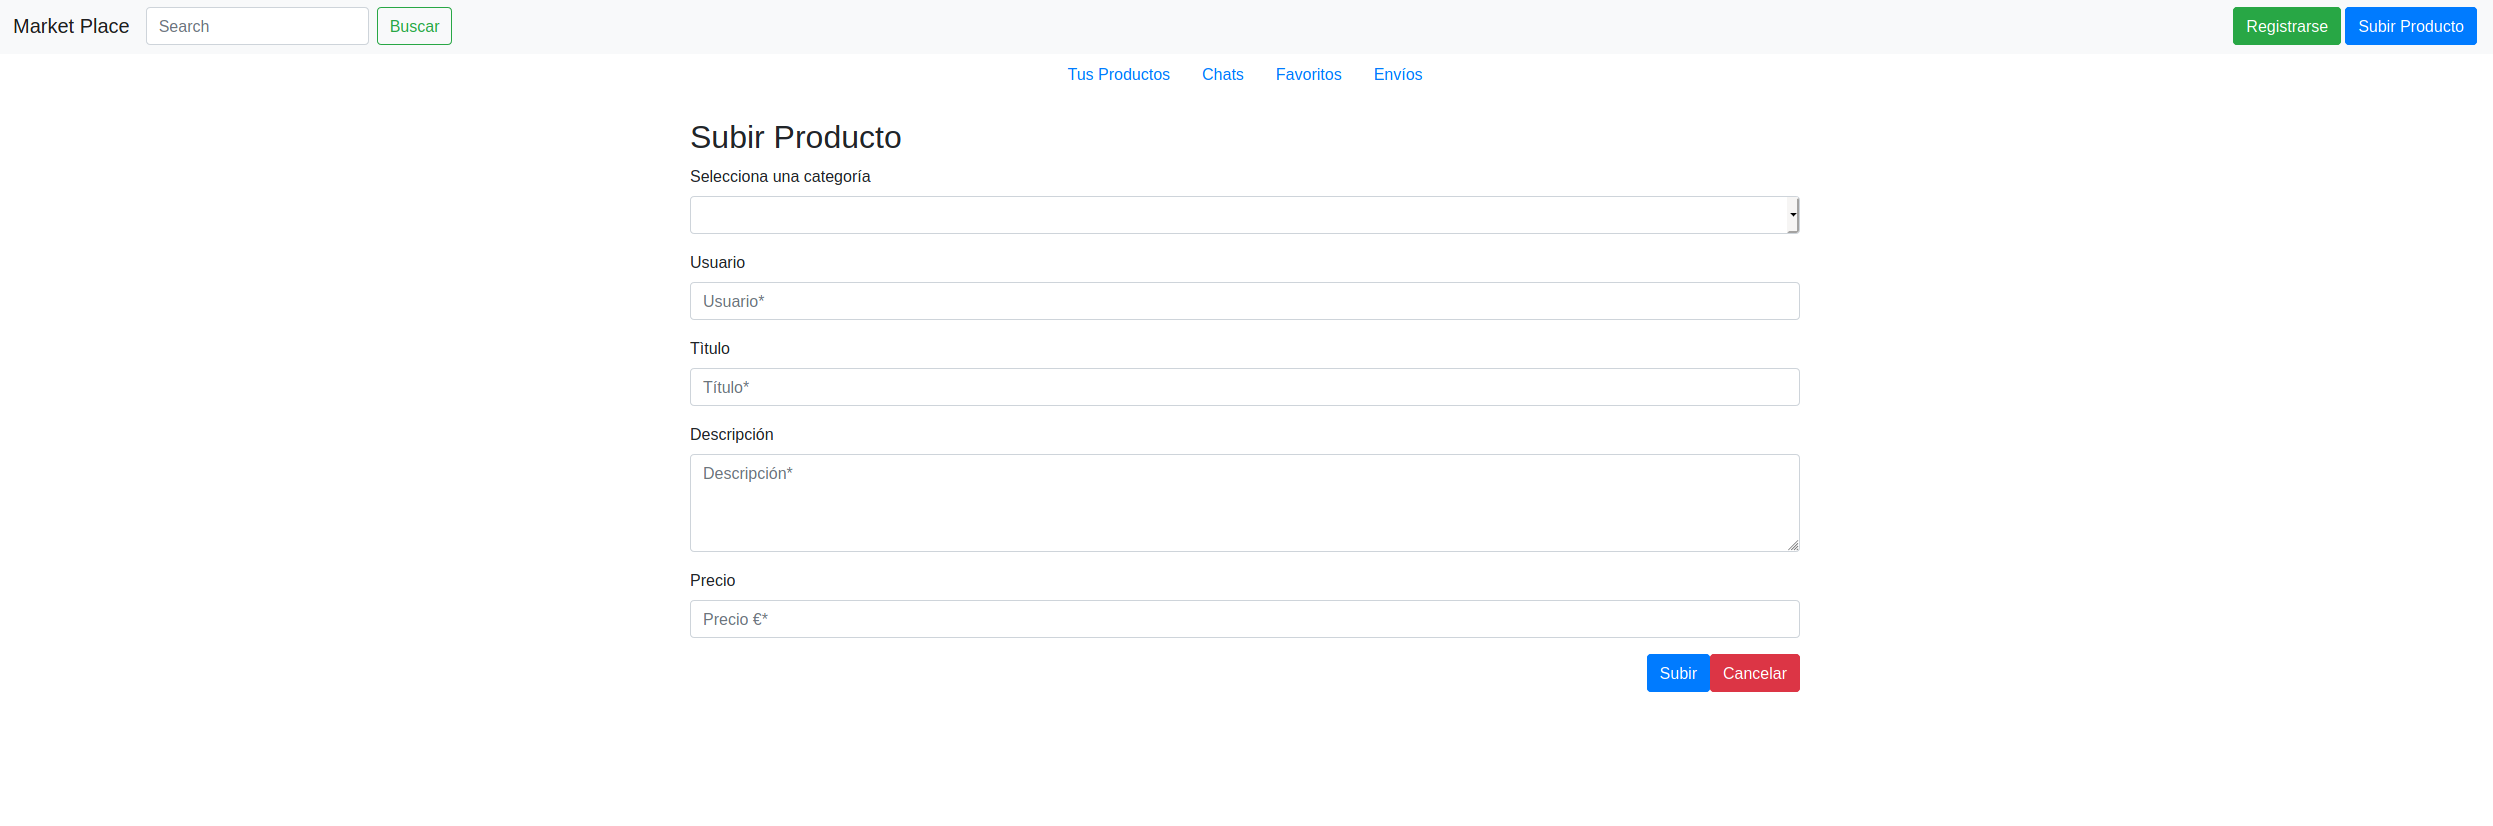 Market Place Search Buscar Registrarse Subir Producto
Tus Productos Chats Favoritos Envíos
Subir Producto
Selecciona una categoría
Usuario
Usuario*
Tìtulo
Título*
Descripción
Descripción*
Precio
Precio €*
Subir Cancelar